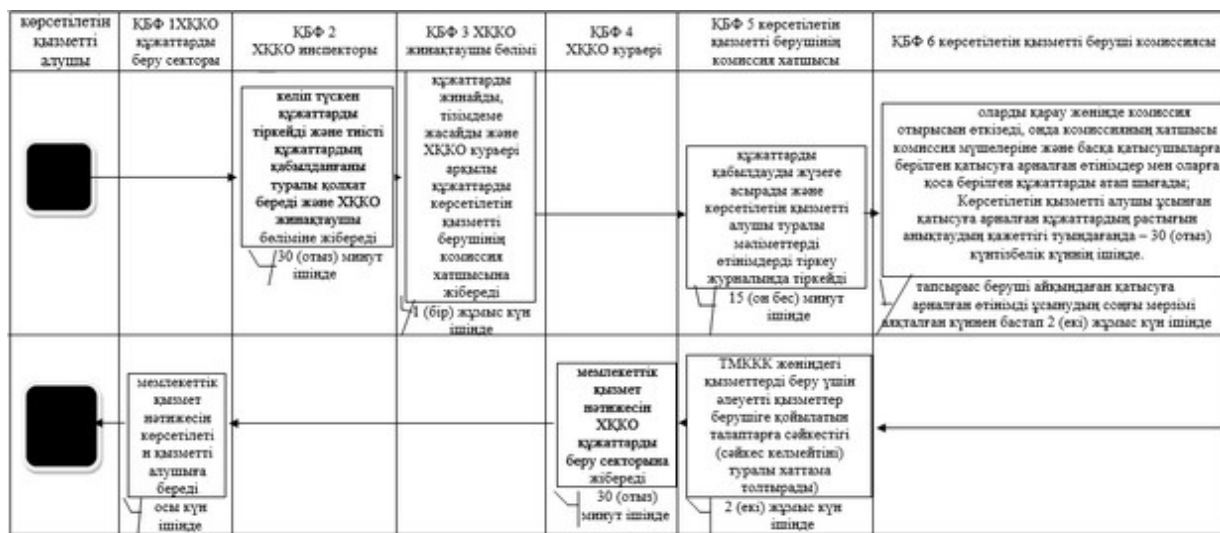 көрсетілетін
қызметті
алушы
ҚБФ 1ХҚКО
құжаттарды
беру секторы
ҚБФ 2
ХҚКО инспекторы
ҚБФ 3 ХҚКО
жинақтаушы бөлімі
ҚБФ 4
ХҚКО курьері
ҚБФ 5 көрсетілетін
қызметті берушінің
комиссия хатшысы
ҚБФ 6 көрсетілетін қызметті беруші комиссиясы
келіп түскен
құжаттарды
тіркейді және тиісті
құжаттардың
қабылданғаны
туралы қолхат
береді және ХҚКО
жинақтаушы
бөліміне жібереді
30 (отыз) минут
ішінде
құжаттарды
жинайды,
тізімдеме
жасайды және
ХҚКО курьері
арқылы
құжаттарды
көрсетілетін
қызметті
берушінің
комиссия
хатшысына
жібереді
1 (бір) жұмыс күн
ішінде
құжаттарды
қабылдауды жүзеге
асырады және
көрсетілетін қызметті
алушы туралы
мәліметтерді
өтінімдерді тіркеу
журналында тіркейді
15 (он бес) минут
ішінде
оларды қарау жөнінде комиссия
отырысын өткізеді, онда комиссияның хатшысы
комиссия мүшелеріне және басқа қатысушыларға
берілген қатысуға арналған өтінімдер мен оларға
қоса берілген құжаттарды атап шығады;
Көрсетілетін қызметті алушы ұсынған
қатысуға арналған құжаттардың растығын
анықтаудың қажеттігі туындағанда – 30 (отыз)
күнтізбелік күннің ішінде.
тапсырыс беруші айқындаған қатысуға
арналған өтінімді ұсынудың соңғы мерзімі
аяқталған күннен бастап 2 (екі) жұмыс күн ішінде
мемлекеттік
қызмет
нәтижесін
көрсетілеті
н қызметті
алушыға
береді
осы күн
ішінде
мемлекеттік
қызмет
нәтижесін
ХҚКО
құжаттарды
беру секторына
жібереді
30 (отыз)
минут ішінде
ТМККК жөніндегі
қызметтерді беру үшін
әлеуетті қызметтер
берушіге қойылатын
талаптарға сәйкестігі
(сәйкес келмейтіні)
туралы хаттама
толтырады)
2 (екі) жұмыс күн
ішінде